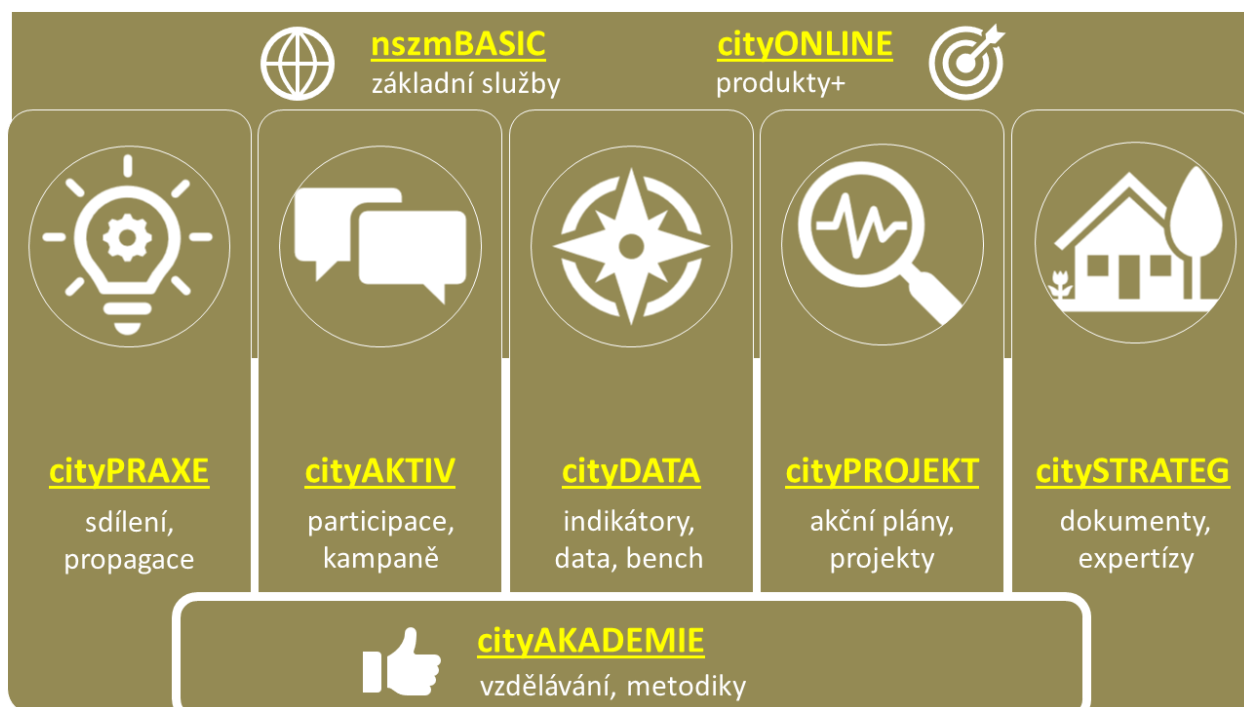 nszmBASIC
základní služby
cityONLINE
produkty+
cityPRAXE
sdílení,
propagace
cityAKTIV
participace,
kampaně
cityDATA
indikátory,
data, bench
cityPROJEKT
akční plány,
projekty
citySTRATEG
dokumenty,
expertízy
cityAKADEMIE
vzdělávání, metodiky